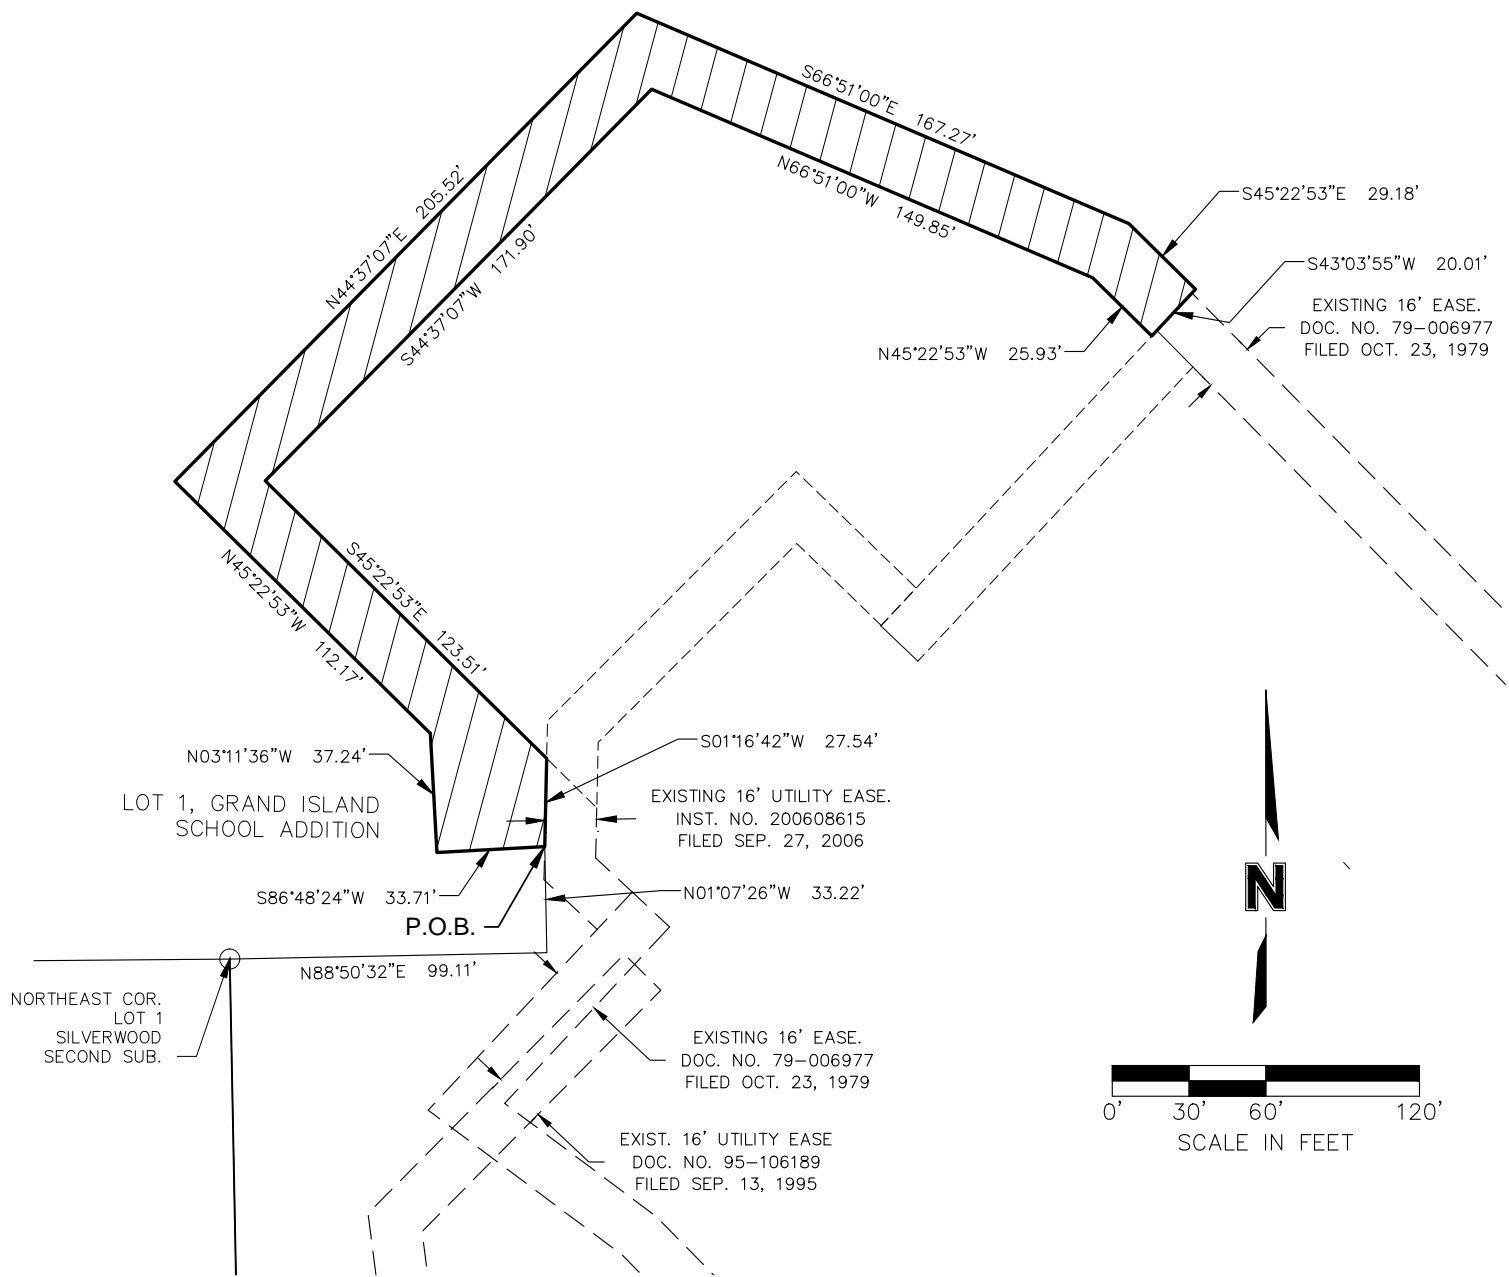 S66°51'00"E 167.27'
N66°51'00"W 149.85'
N44°37'07"E 205.52'
S44°37'07"W 171.90'
S45°22'53"E 29.18'
S43°03'55"W 20.01'
EXISTING 16' EASE.
DOC. NO. 79-006977
FILED OCT. 23, 1979
N45°22'53"W 25.93'
S45°22'53"E 123.51'
N45°22'53"W 112.17'
N03°11'36"W 37.24'
S01°16'42"W 27.54'
LOT 1, GRAND ISLAND
SCHOOL ADDITION
EXISTING 16' UTILITY EASE.
INST. NO. 200608615
FILED SEP. 27, 2006
S86°48'24"W 33.71'
N01°07'26"W 33.22'
P.O.B.
N88°50'32"E 99.11'
NORTHEAST COR.
LOT 1
SILVERWOOD
SECOND SUB.
EXISTING 16' EASE.
DOC. NO. 79-006977
FILED OCT. 23, 1979
EXIST. 16' UTILITY EASE
DOC. NO. 95-106189
FILED SEP. 13, 1995
N
0' 30' 60' 120'
SCALE IN FEET